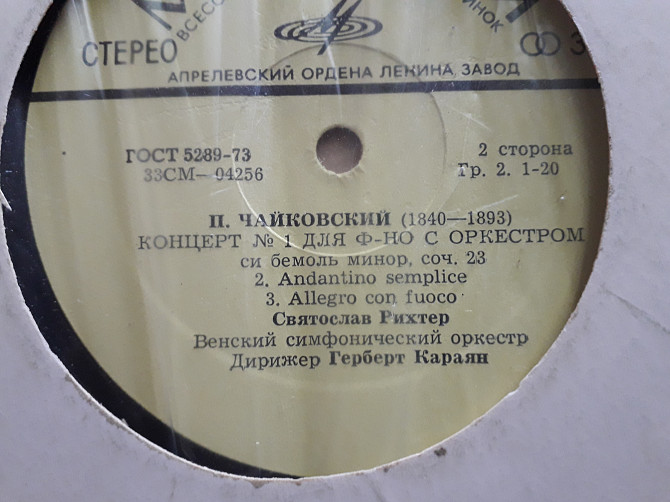 СТЕРЕО
АПРЕЛЕВСКИЙ ОРДЕНА ЛЕНИНА ЗАВОД
ГОСТ 5289-73
2 сторона
33СМ— 04256
Гр. 2. 1-20
П. ЧАЙКОВСКИЙ (1840—1893)
КОНЦЕРТ № 1 ДЛЯ Ф-НО С ОРКЕСТРОМ
си бемоль минор, соч. 23
2. Andantino semplice
3. Allegro con fuoco
Святослав Рихтер
Венский симфонический оркестр
Дирижер Герберт Караян